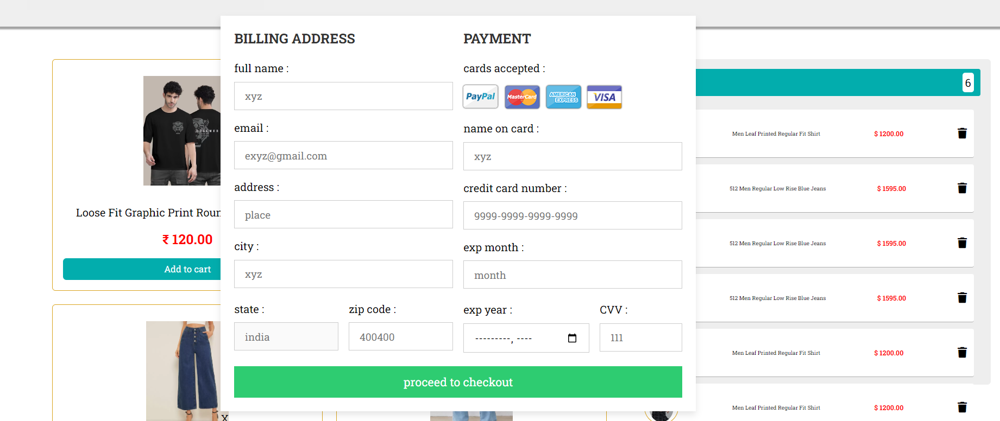 BILLING ADDRESS
PAYMENT
full name :
cards accepted :
xyz
PayPal
MasterCard
AMERICAN EXPRESS
VISA
email :
name on card :
exyz@gmail.com
xyz
address :
credit card number :
place
9999-9999-9999-9999
city :
exp month :
xyz
month
state :
zip code :
exp year :
CVV :
india
400400
---------, ----
111
proceed to checkout
Loose Fit Graphic Print Roun
₹ 120.00
Add to cart
X
6
Men Leaf Printed Regular Fit Shirt
$ 1200.00
512 Men Regular Low Rise Blue Jeans
$ 1595.00
512 Men Regular Low Rise Blue Jeans
$ 1595.00
512 Men Regular Low Rise Blue Jeans
$ 1595.00
Men Leaf Printed Regular Fit Shirt
$ 1200.00
Men Leaf Printed Regular Fit Shirt
$ 1200.00